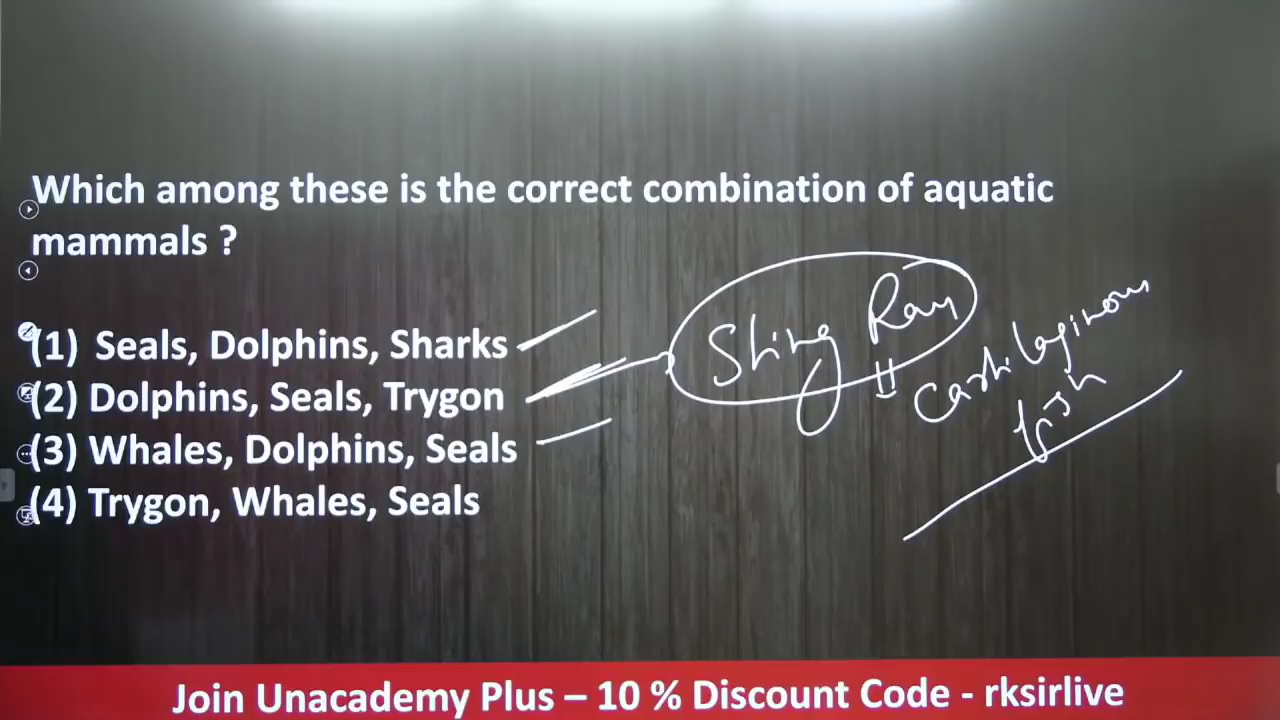 Which among these is the correct combination of aquatic
mammals ?
(1) Seals, Dolphins, Sharks
(2) Dolphins, Seals, Trygon
(3) Whales, Dolphins, Seals
(4) Trygon, Whales, Seals
Sting Ray
Cartilaginous
fish
Join Unacademy Plus – 10 % Discount Code - rksirlive